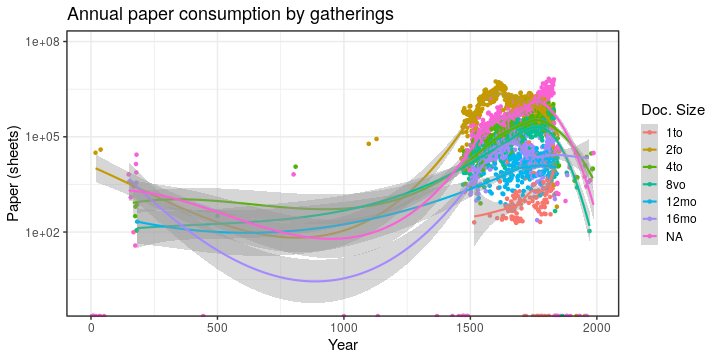 Annual paper consumption by gatherings
1e+08
1e+05
1e+02
Paper (sheets)
0
500
1000
1500
2000
Year
Doc. Size
1to
2fo
4to
8vo
12mo
16mo
NA